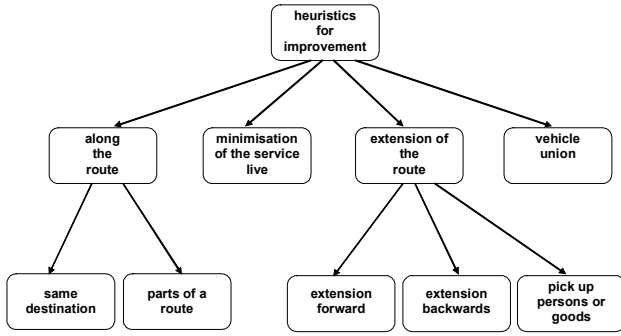 heuristics
for
improvement
along
the
route
minimisation
of the service
live
extension of
the
route
vehicle
union
same
destination
parts of a
route
extension
forward
extension
backwards
pick up
persons or
goods